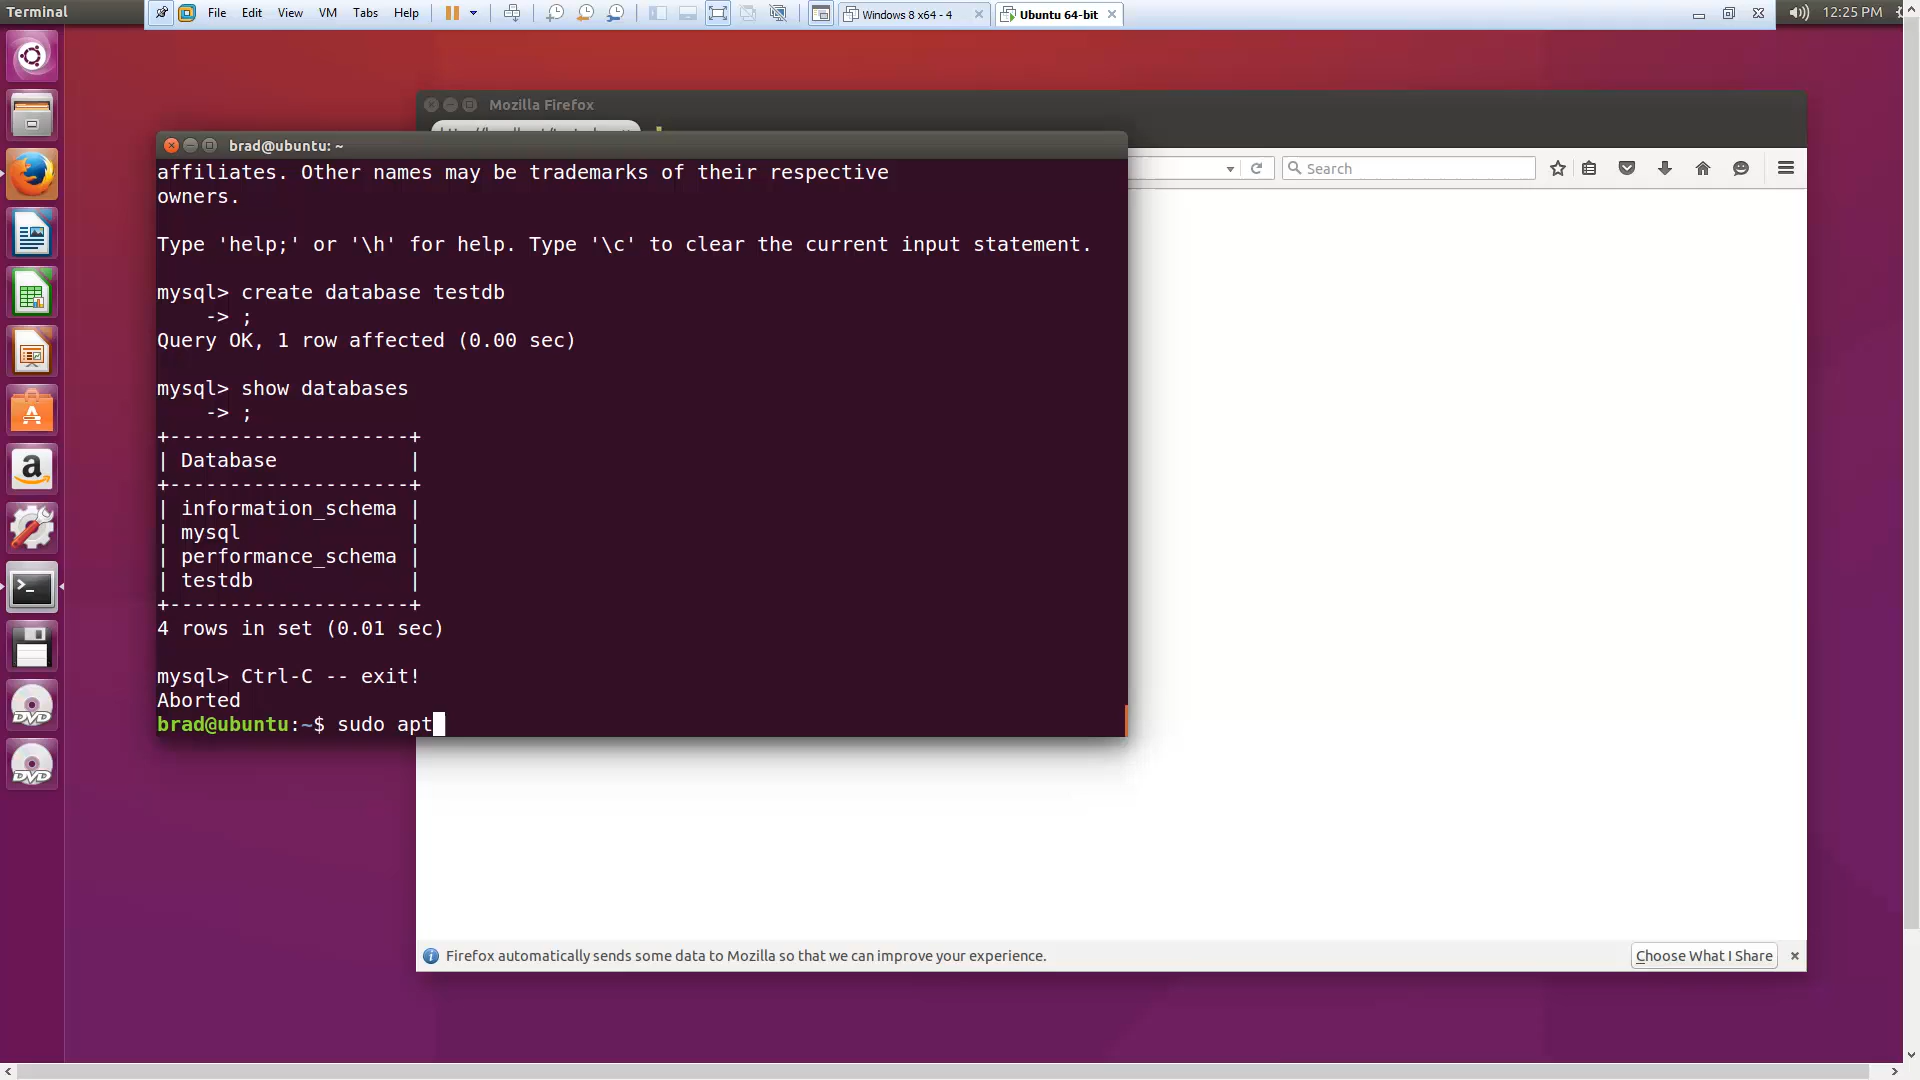 Terminal
File Edit View VM Tabs Help
Windows 8 x64 - 4
Ubuntu 64-bit
12:25 PM
Mozilla Firefox
brad@ubuntu: ~
Search
affiliates. Other names may be trademarks of their respective
owners.
Type 'help;' or '\h' for help. Type '\c' to clear the current input statement.
mysql> create database testdb
-> ;
Query OK, 1 row affected (0.00 sec)
mysql> show databases
-> ;
+--------------------+
| Database           |
+--------------------+
| information_schema |
| mysql              |
| performance_schema |
| testdb             |
+--------------------+
4 rows in set (0.01 sec)
mysql> Ctrl-C -- exit!
Aborted
brad@ubuntu:~$ sudo apt
Firefox automatically sends some data to Mozilla so that we can improve your experience.
Choose What I Share
DVD
DVD